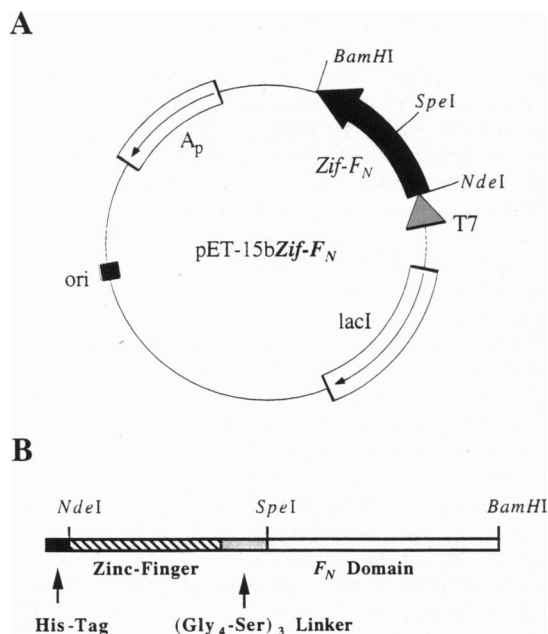 A
BamHI
SpeI
Ap
Zif-FN
NdeI
T7
pET-15bZif-FN
ori
lacI
B
NdeI SpeI BamHI
Zinc-Finger FN Domain
His-Tag (Gly4-Ser)3 Linker